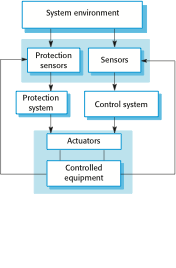 System environment
Protection
sensors
Sensors
Protection
system
Control system
Actuators
Controlled
equipment